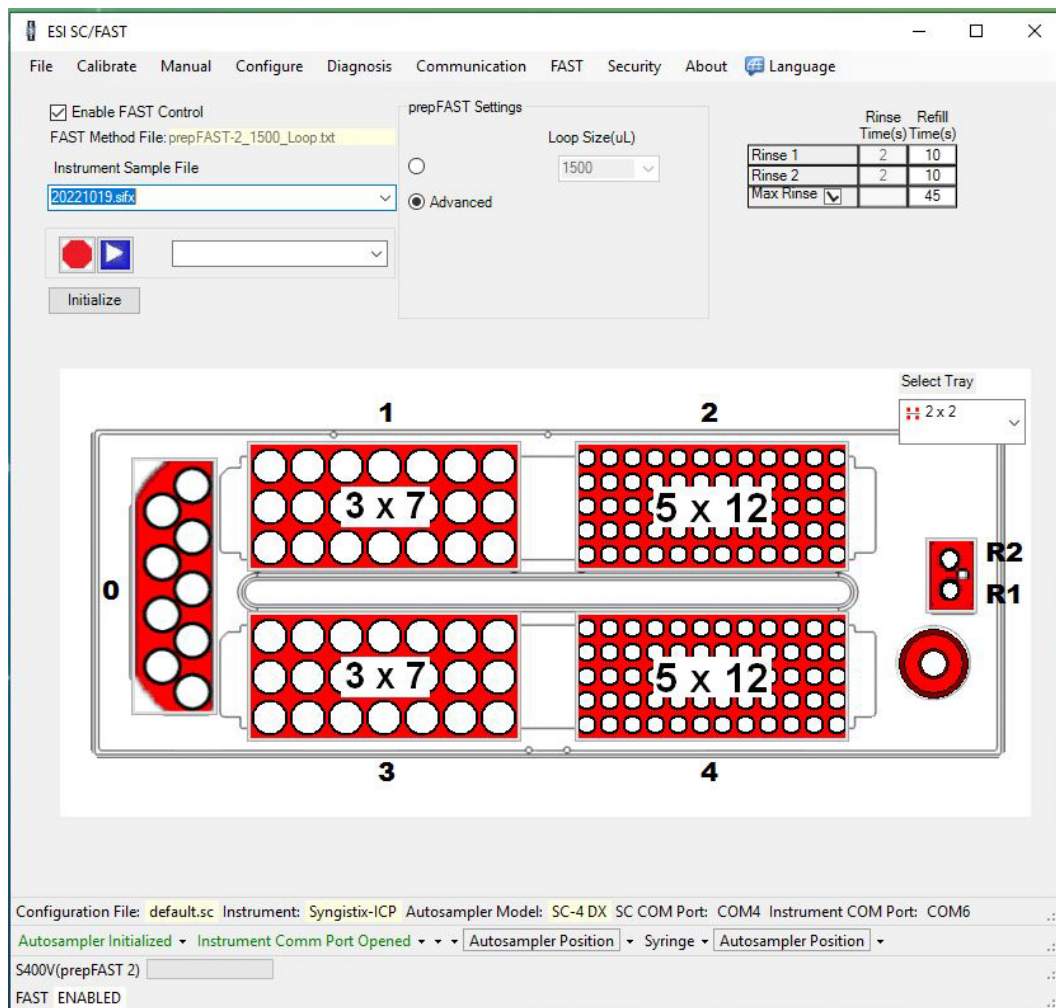 ESI SC/FAST
File Calibrate Manual Configure Diagnosis Communication FAST Security About Language
Enable FAST Control
FAST Method File: prepFAST-2_1500_Loop.txt
Instrument Sample File
20221019.sifx
Initialize
prepFAST Settings
Loop Size(uL)
1500
Advanced
Rinse Refill
Time(s) Time(s)
Rinse 1 2 10
Rinse 2 2 10
Max Rinse 45
Select Tray
2 x 2
1 2
3 x 7 5 x 12
0
R2
R1
3 x 7 5 x 12
3 4
Configuration File: default.sc Instrument: Syngistix-ICP Autosampler Model: SC-4 DX SC COM Port: COM4 Instrument COM Port: COM6
Autosampler Initialized Instrument Comm Port Opened Autosampler Position Syringe Autosampler Position
S400V(prepFAST 2)
FAST ENABLED